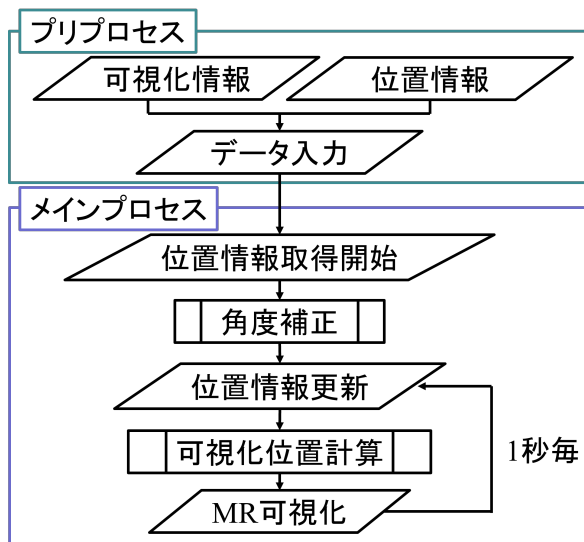 プリプロセス
可視化情報
位置情報
データ入力
メインプロセス
位置情報取得開始
角度補正
位置情報更新
可視化位置計算
1秒毎
MR可視化